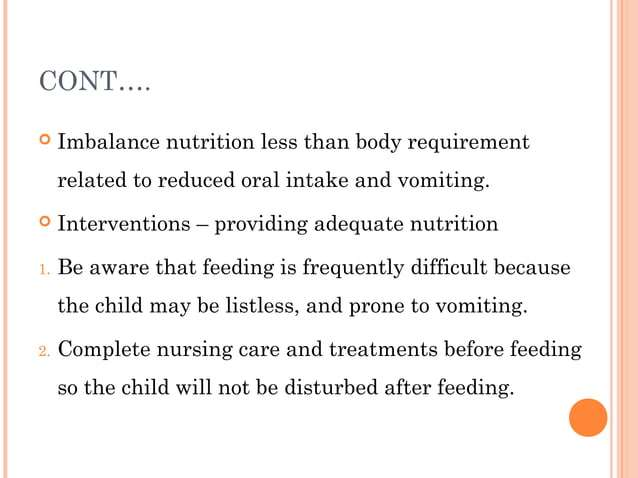 CONT….
Imbalance nutrition less than body requirement
related to reduced oral intake and vomiting.
Interventions – providing adequate nutrition
1. Be aware that feeding is frequently difficult because
the child may be listless, and prone to vomiting.
2. Complete nursing care and treatments before feeding
so the child will not be disturbed after feeding.